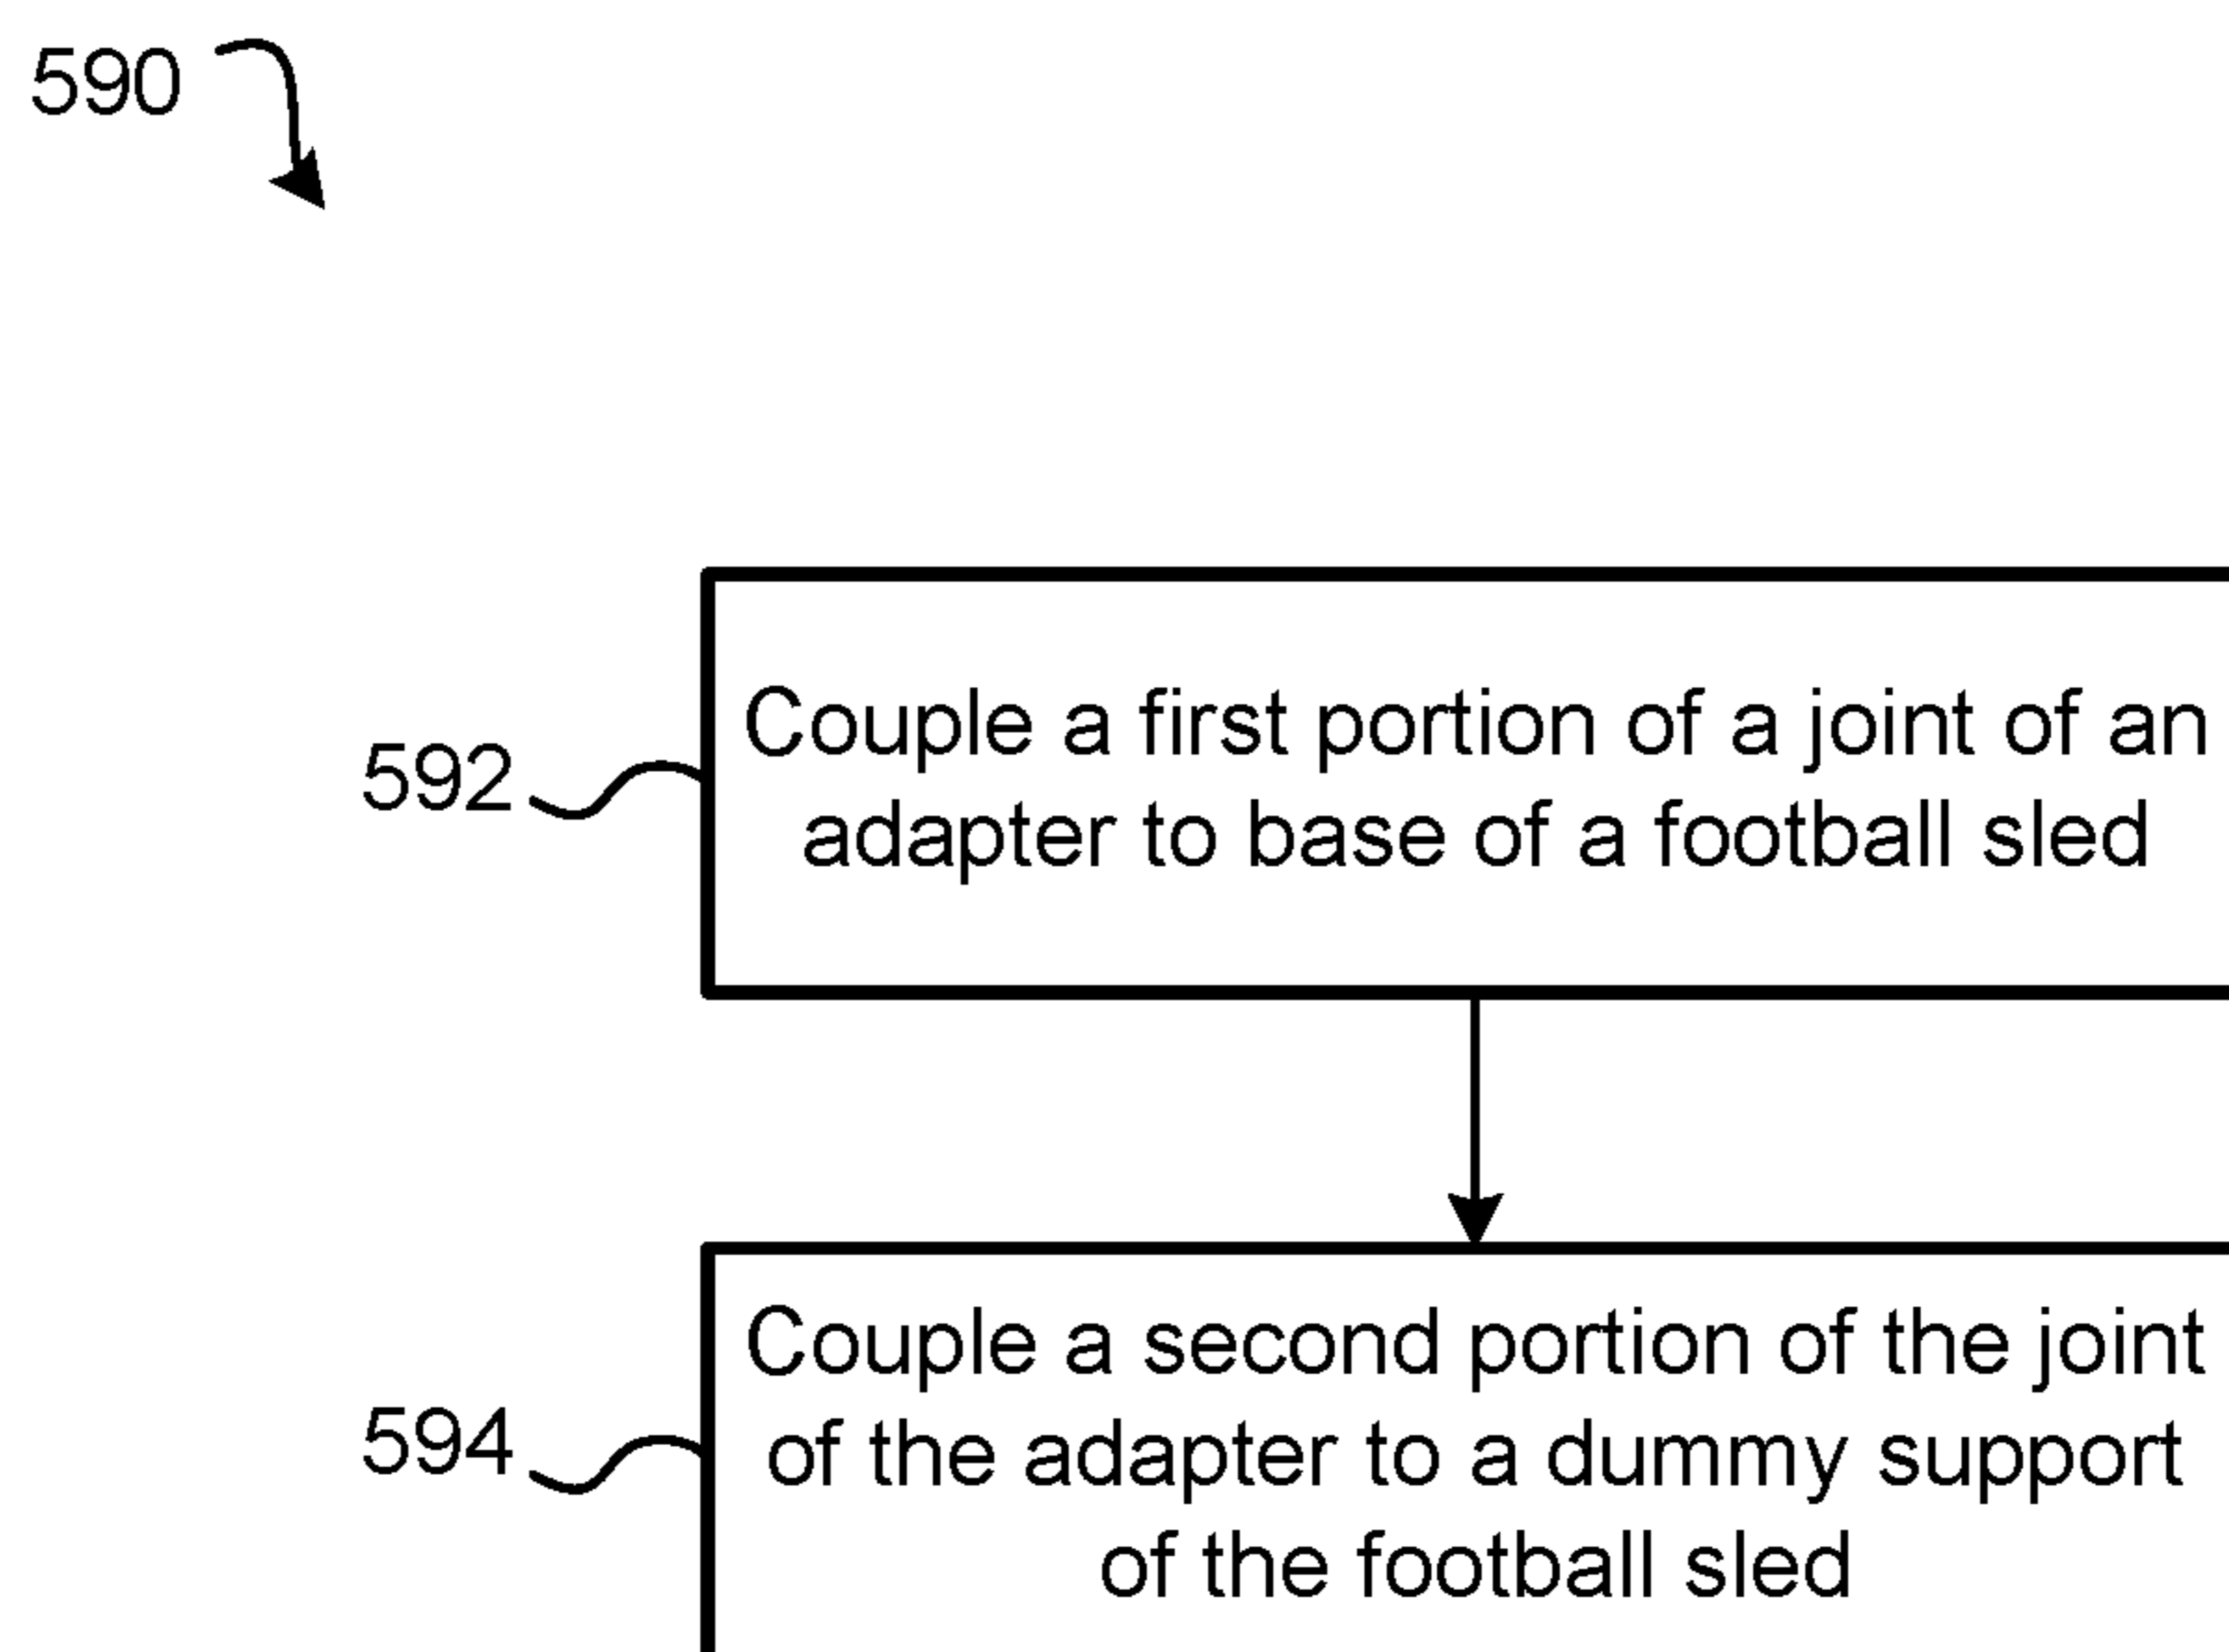 590
592
Couple a first portion of a joint of an
adapter to base of a football sled
594
Couple a second portion of the joint
of the adapter to a dummy support
of the football sled